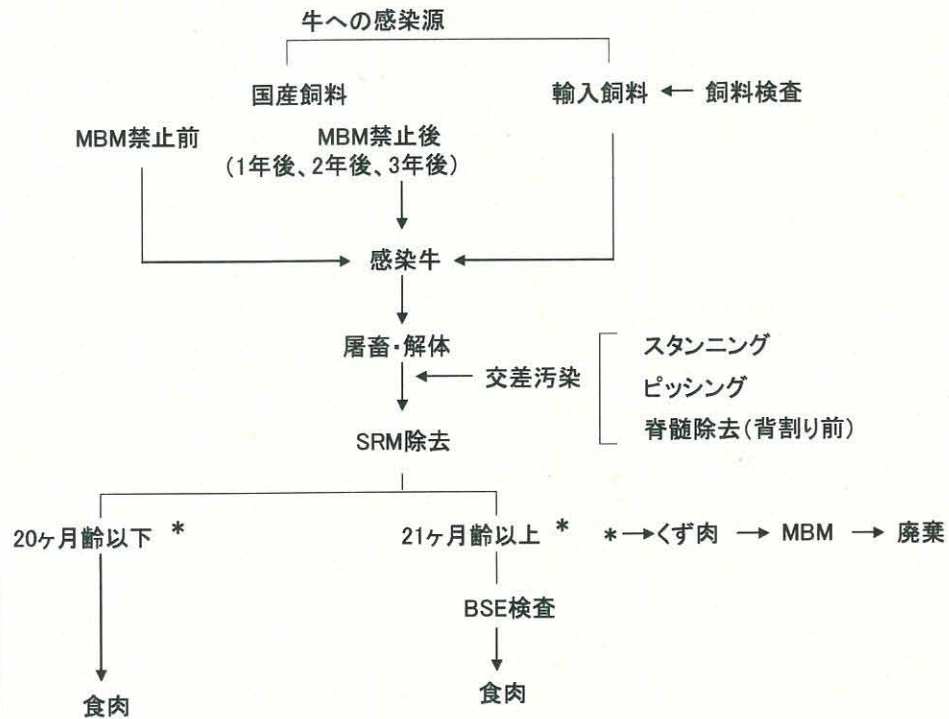 牛への感染源
国産飼料
輸入飼料 ← 飼料検査
MBM禁止前
MBM禁止後
(1年後、2年後、3年後)
感染牛
屠畜・解体
交差汚染
スタンニング
ピッシング
脊髄除去(背割り前)
SRM除去
20ヶ月齢以下 *
21ヶ月齢以上 *
*→くず肉 → MBM → 廃棄
BSE検査
食肉
食肉